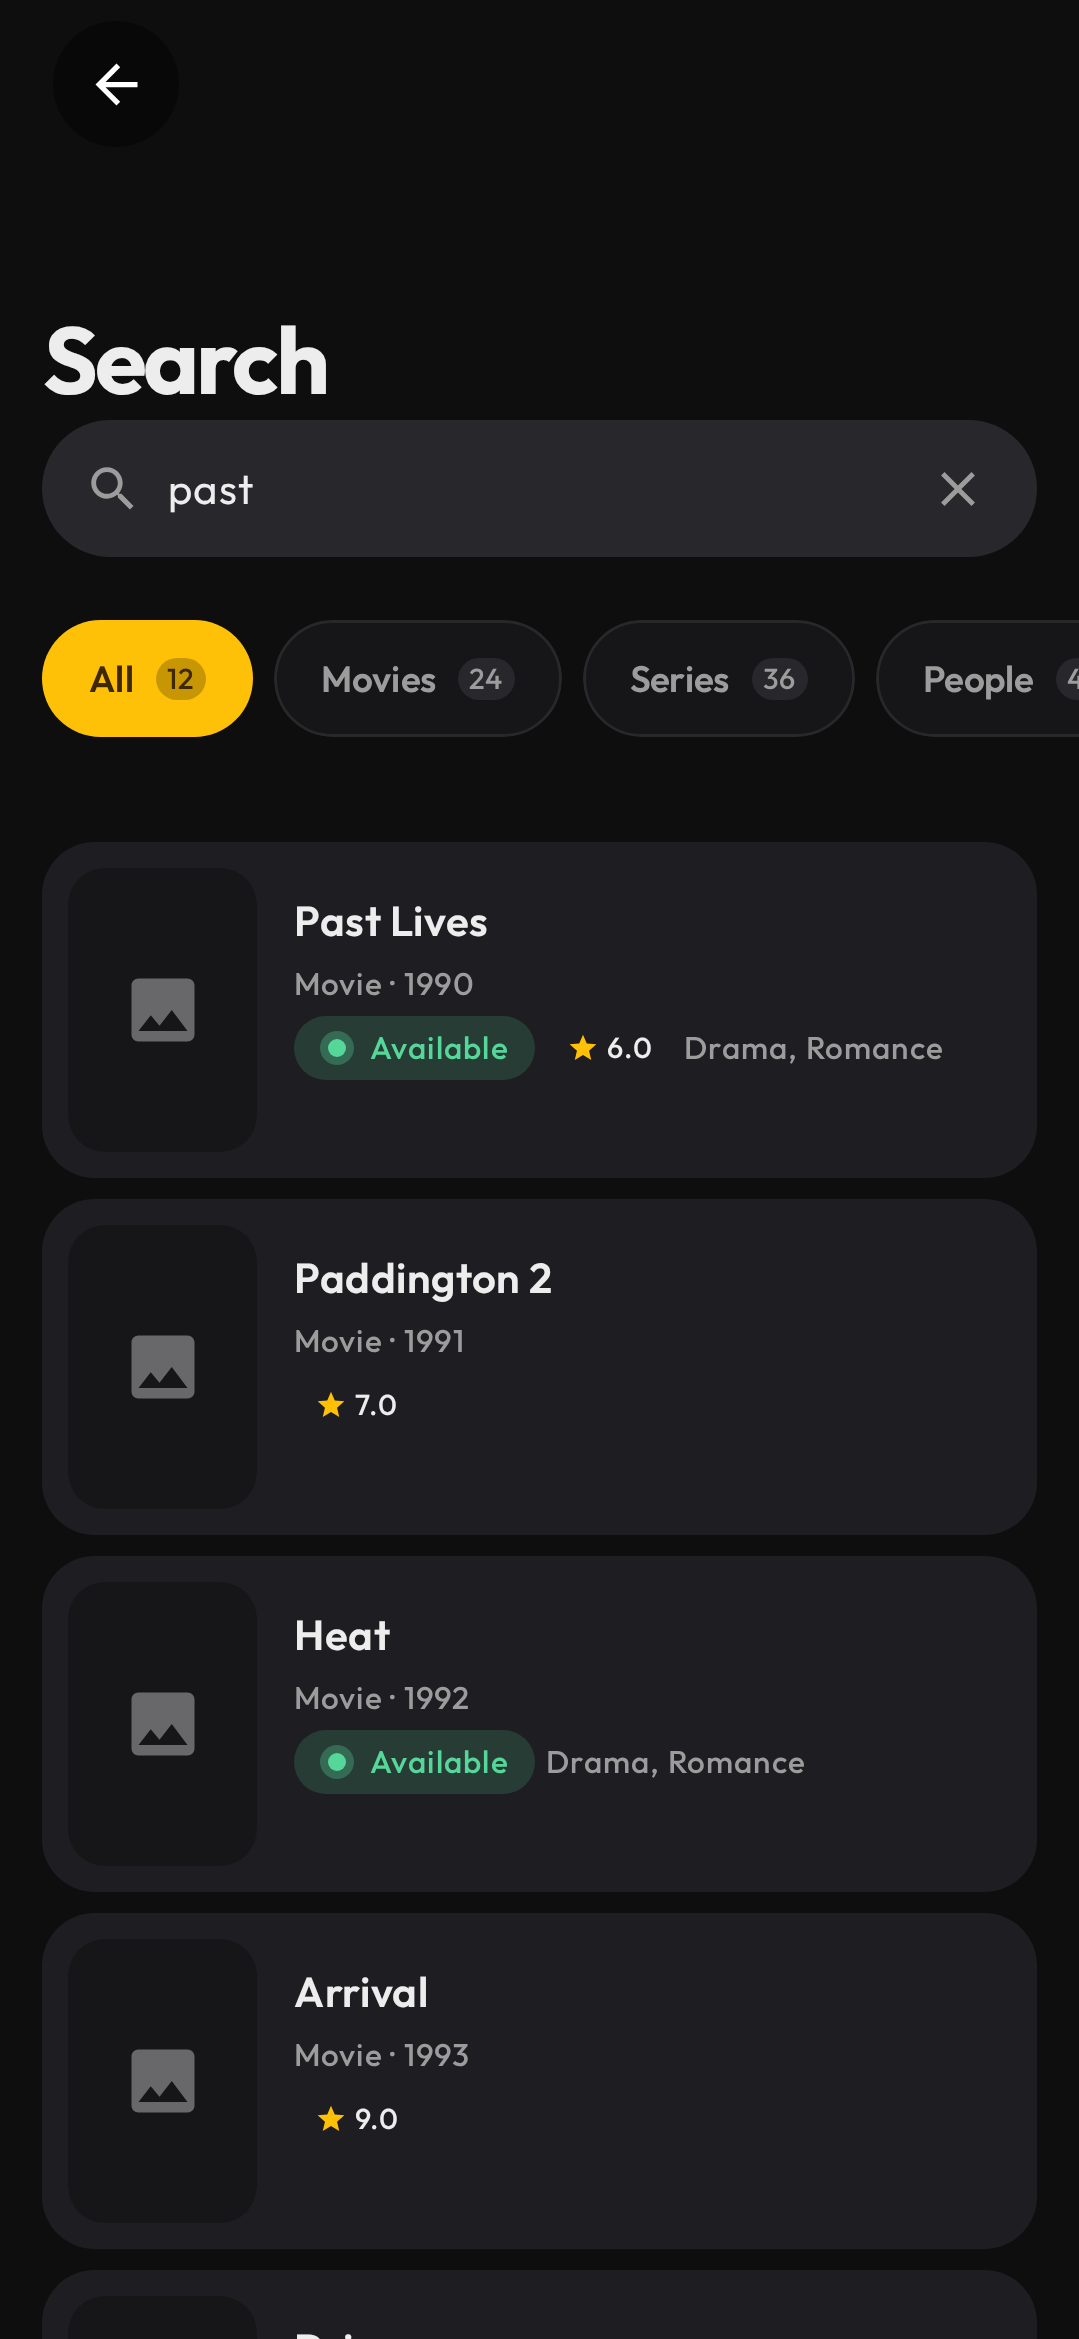 Search
past
All 12 Movies 24 Series 36 People
Past Lives
Movie · 1990
Available 6.0 Drama, Romance
Paddington 2
Movie · 1991
7.0
Heat
Movie · 1992
Available Drama, Romance
Arrival
Movie · 1993
9.0